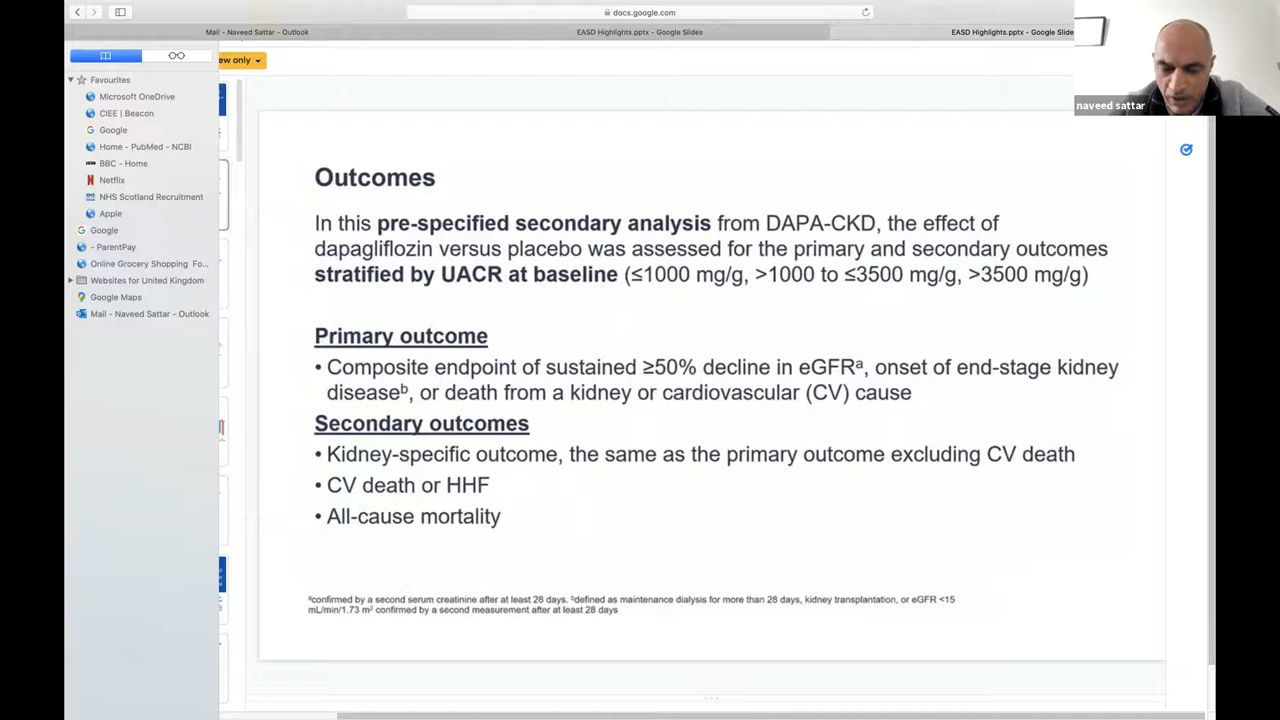 docs.google.com
Mail - Naveed Sattar - Outlook
EASD Highlights.pptx - Google Slides
EASD Highlights.pptx - Google Slide
ew only
naveed sattar
Favourites
Microsoft OneDrive
CIEE | Beacon
Google
Home - PubMed - NCBI
BBC - Home
Netflix
NHS Scotland Recruitment
Apple
Google
- ParentPay
Online Grocery Shopping Fo...
Websites for United Kingdom
Google Maps
Mail - Naveed Sattar - Outlook
Outcomes
In this pre-specified secondary analysis from DAPA-CKD, the effect of
dapagliflozin versus placebo was assessed for the primary and secondary outcomes
stratified by UACR at baseline (≤1000 mg/g, >1000 to ≤3500 mg/g, >3500 mg/g)
Primary outcome
• Composite endpoint of sustained ≥50% decline in eGFRª, onset of end-stage kidney
diseaseᵇ, or death from a kidney or cardiovascular (CV) cause
Secondary outcomes
• Kidney-specific outcome, the same as the primary outcome excluding CV death
• CV death or HHF
• All-cause mortality
ªconfirmed by a second serum creatinine after at least 28 days. ᵇdefined as maintenance dialysis for more than 28 days, kidney transplantation, or eGFR <15
mL/min/1.73 m² confirmed by a second measurement after at least 28 days